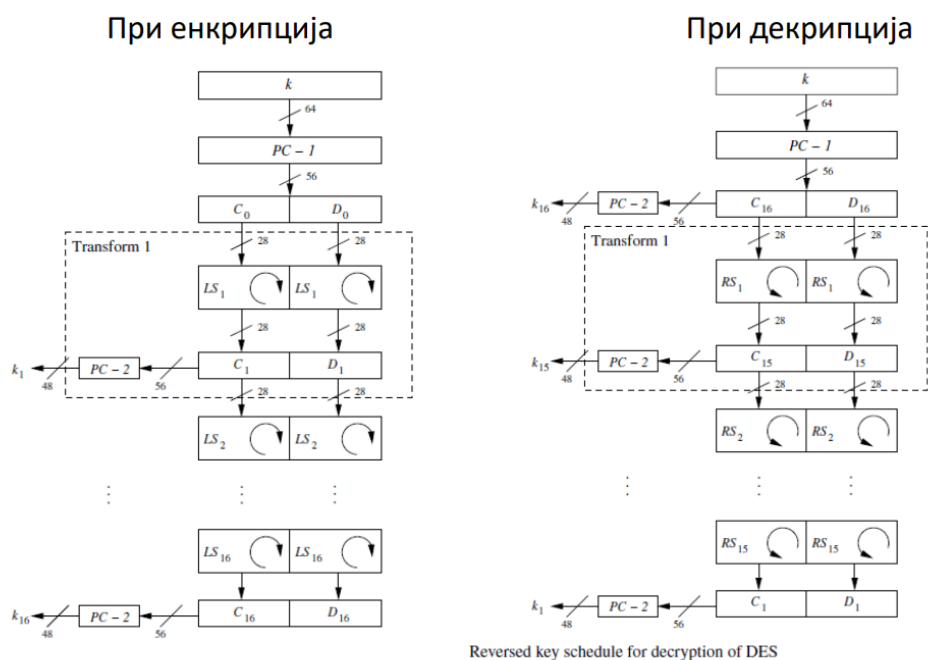 При енкрипција
k
64
PC – 1
56
C0 D0
Transform 1
28 28
LS1 LS1
28 28
k1 48 PC – 2 56 C1 D1
28 28
LS2 LS2
⋮ ⋮ ⋮
LS16 LS16
k16 48 PC – 2 56 C16 D16
При декрипција
k
64
PC – 1
56
k16 48 PC – 2 56 C16 D16
Transform 1
28 28
RS1 RS1
28 28
k15 48 PC – 2 56 C15 D15
28 28
RS2 RS2
⋮ ⋮ ⋮
RS15 RS15
k1 48 PC – 2 56 C1 D1
Reversed key schedule for decryption of DES